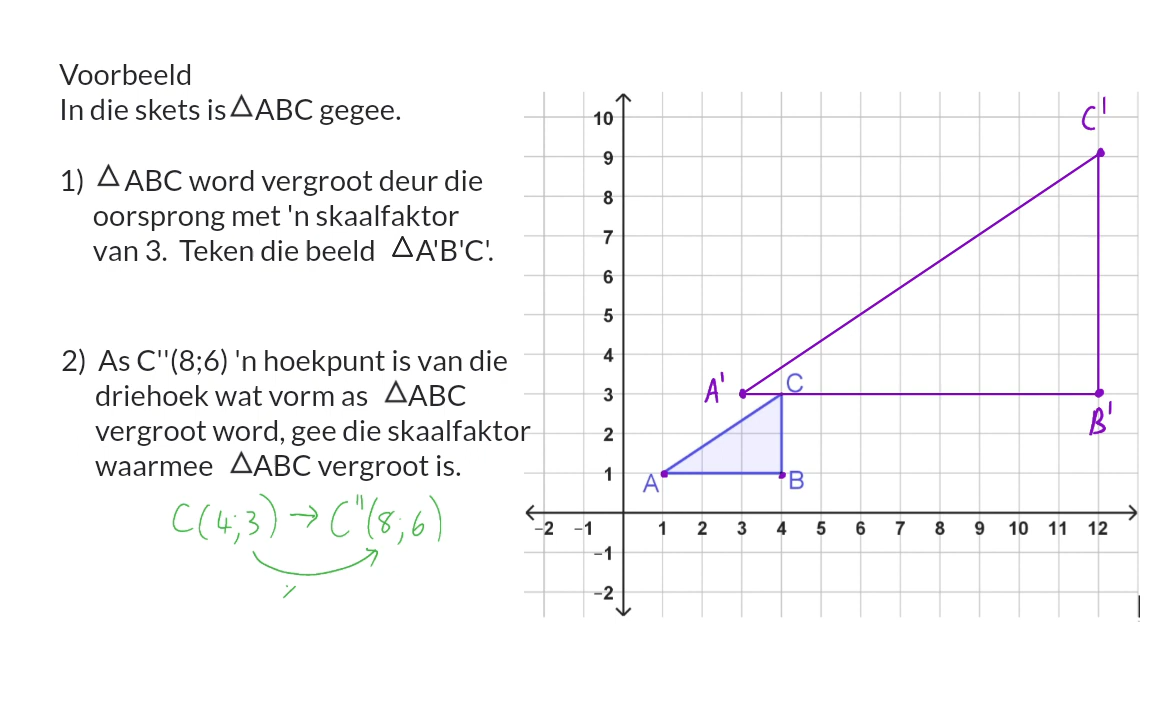 Voorbeeld
In die skets is △ABC gegee.
1) △ABC word vergroot deur die
oorsprong met 'n skaalfaktor
van 3. Teken die beeld △A'B'C'.
2) As C''(8;6) 'n hoekpunt is van die
driehoek wat vorm as △ABC
vergroot word, gee die skaalfaktor
waarmee △ABC vergroot is.
C(4;3) → C''(8;6)
10
9
8
7
6
5
4
3
2
1
−1
−2
−2 −1 1 2 3 4 5 6 7 8 9 10 11 12
C'
A'
B'
C
A
B